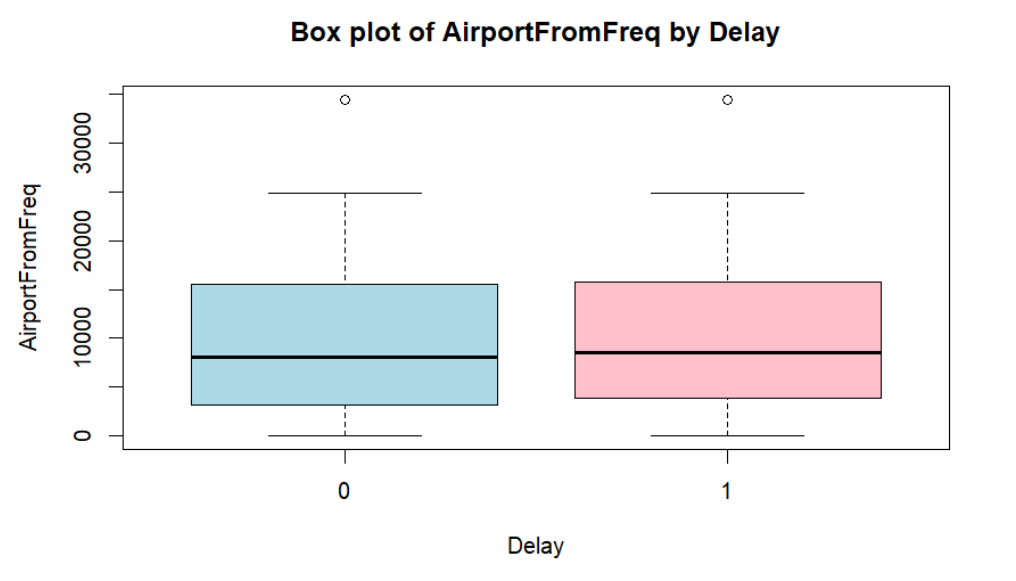 Box plot of AirportFromFreq by Delay
AirportFromFreq
30000
20000
10000
0
0
1
Delay